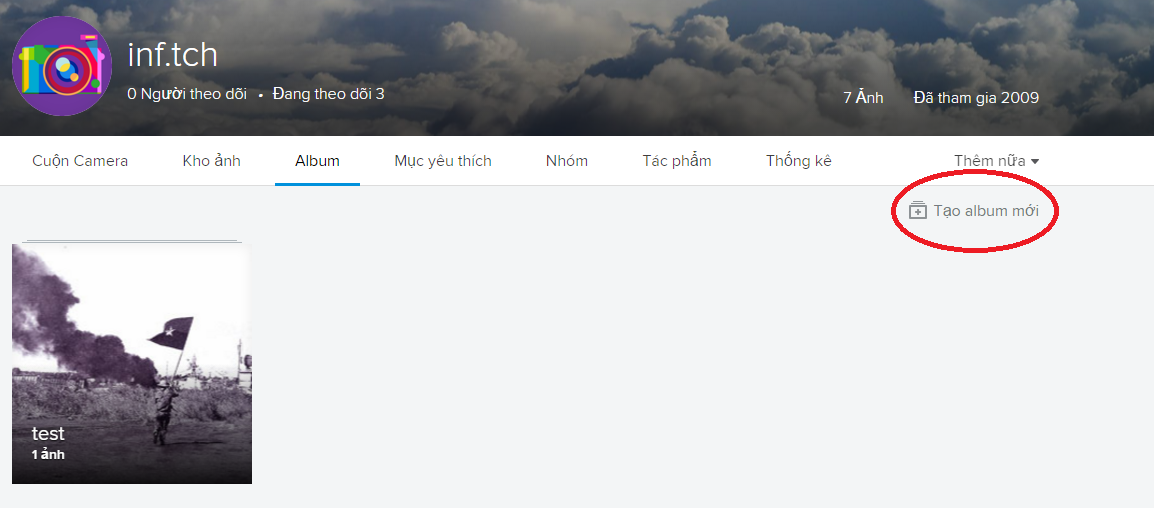 inf.tch
0 Người theo dõi • Đang theo dõi 3
7 Ảnh Đã tham gia 2009
Cuộn Camera Kho ảnh Album Mục yêu thích Nhóm Tác phẩm Thống kê Thêm nữa
Tạo album mới
test
1 ảnh